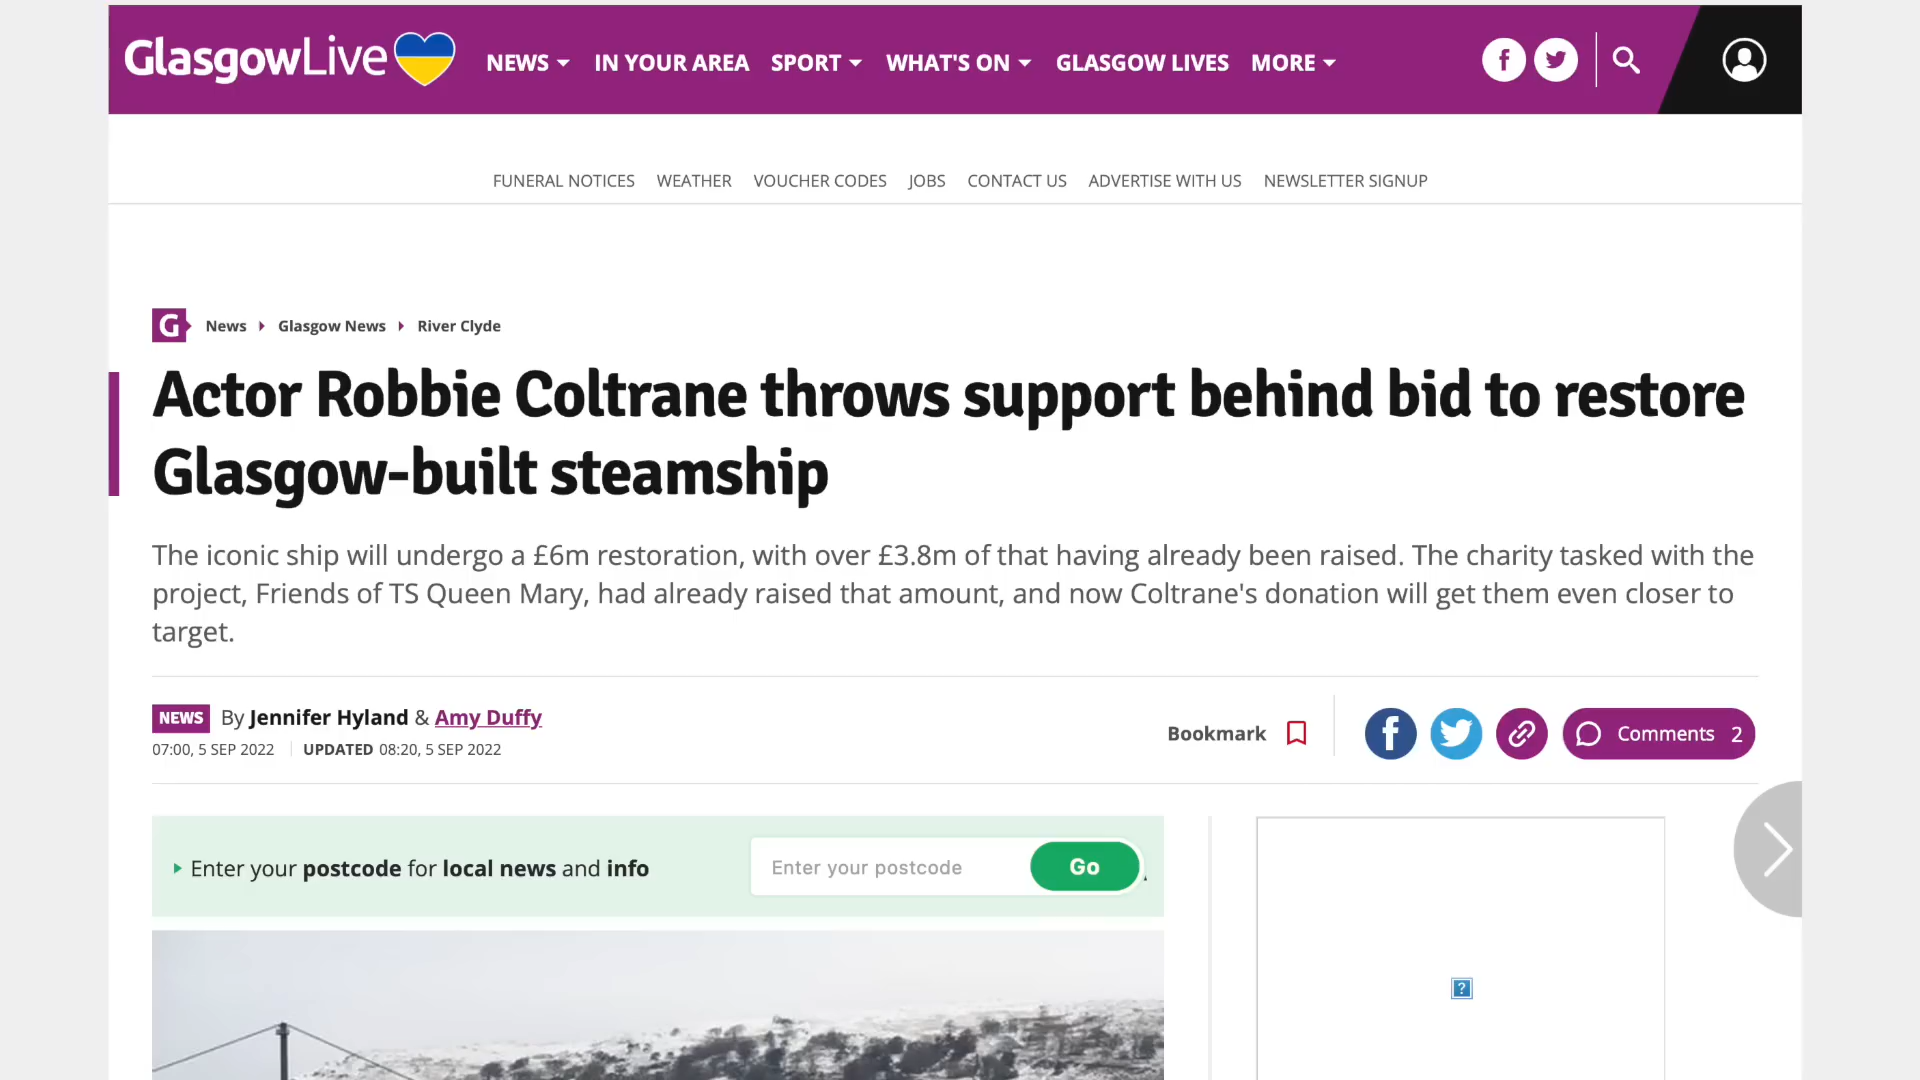 GlasgowLive NEWS IN YOUR AREA SPORT WHAT'S ON GLASGOW LIVES MORE
FUNERAL NOTICES WEATHER VOUCHER CODES JOBS CONTACT US ADVERTISE WITH US NEWSLETTER SIGNUP
G News Glasgow News River Clyde
Actor Robbie Coltrane throws support behind bid to restore
Glasgow-built steamship
The iconic ship will undergo a £6m restoration, with over £3.8m of that having already been raised. The charity tasked with the
project, Friends of TS Queen Mary, had already raised that amount, and now Coltrane's donation will get them even closer to
target.
NEWS By Jennifer Hyland & Amy Duffy
07:00, 5 SEP 2022 UPDATED 08:20, 5 SEP 2022
Bookmark Comments 2
Enter your postcode for local news and info Enter your postcode Go